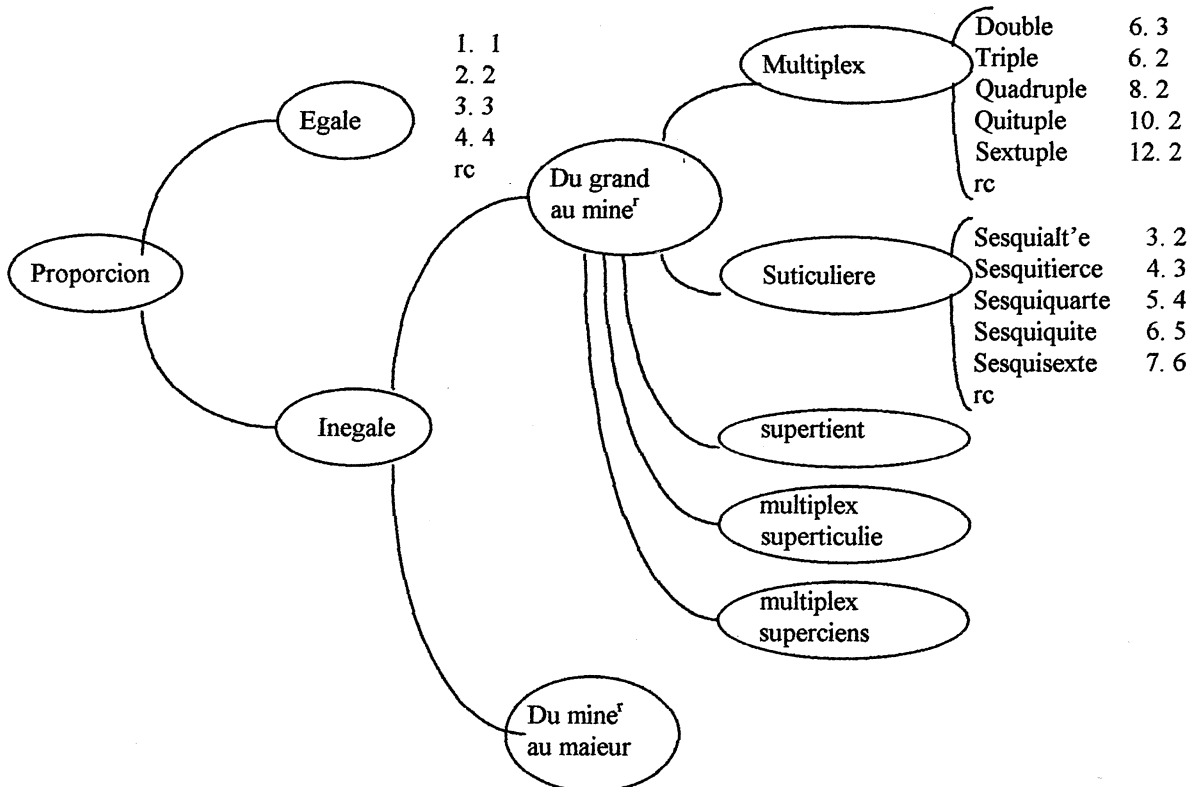 Proporcion
Egale
1. 1
2. 2
3. 3
4. 4
rc
Inegale
Du grand
au mineʳ
Multiplex
Double 6. 3
Triple 6. 2
Quadruple 8. 2
Quituple 10. 2
Sextuple 12. 2
rc
Suticuliere
Sesquialt'e 3. 2
Sesquitierce 4. 3
Sesquiquarte 5. 4
Sesquiquite 6. 5
Sesquisexte 7. 6
rc
supertient
multiplex
superticulie
multiplex
superciens
Du mineʳ
au maieur